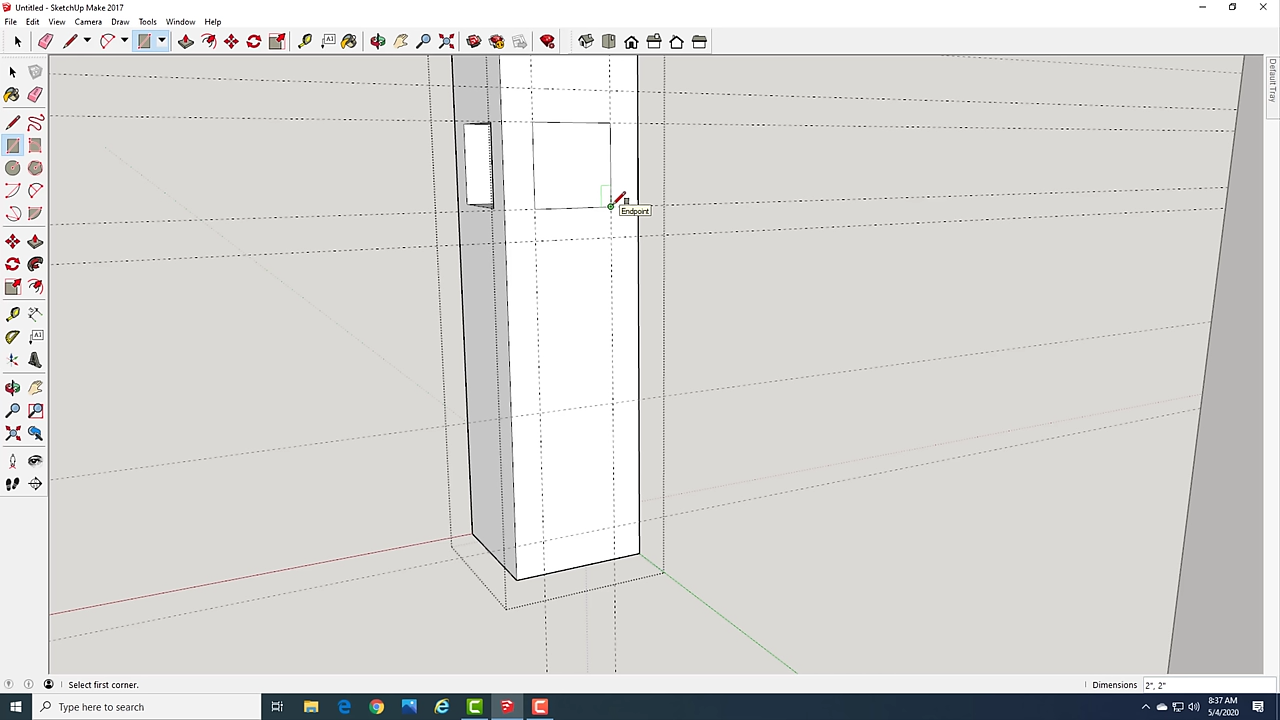 Untitled - SketchUp Make 2017
File Edit View Camera Draw Tools Window Help
Default Tray
Endpoint
Select first corner.
Dimensions 2", 2"
Type here to search
8:37 AM
5/4/2020